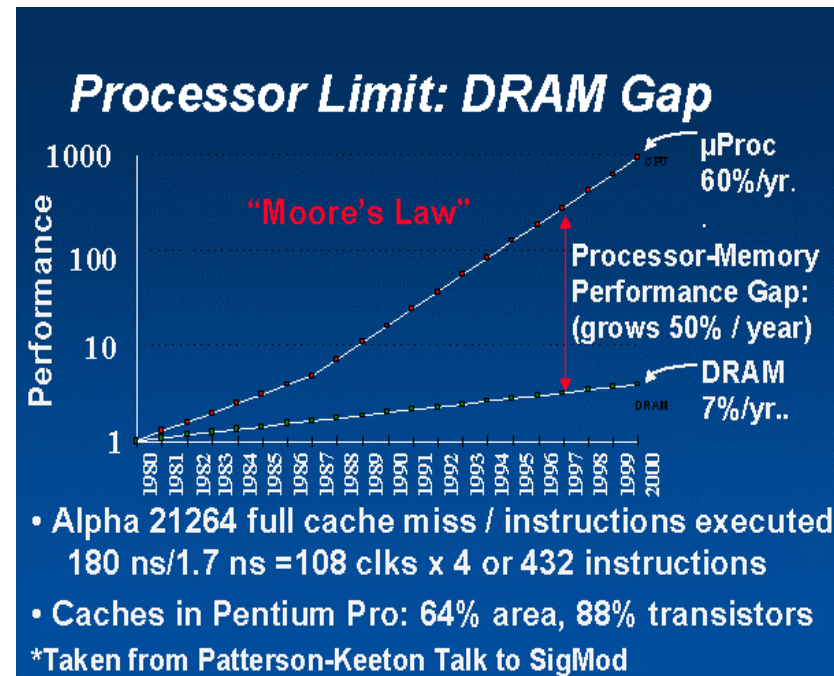 Processor Limit: DRAM Gap
1000
100
10
1
Performance
"Moore's Law"
CPU
µProc
60%/yr.
.
Processor-Memory
Performance Gap:
(grows 50% / year)
DRAM
7%/yr..
DRAM
1980
1981
1982
1983
1984
1985
1986
1987
1988
1989
1990
1991
1992
1993
1994
1995
1996
1997
1998
1999
2000
• Alpha 21264 full cache miss / instructions executed
180 ns/1.7 ns =108 clks x 4 or 432 instructions
• Caches in Pentium Pro: 64% area, 88% transistors
*Taken from Patterson-Keeton Talk to SigMod